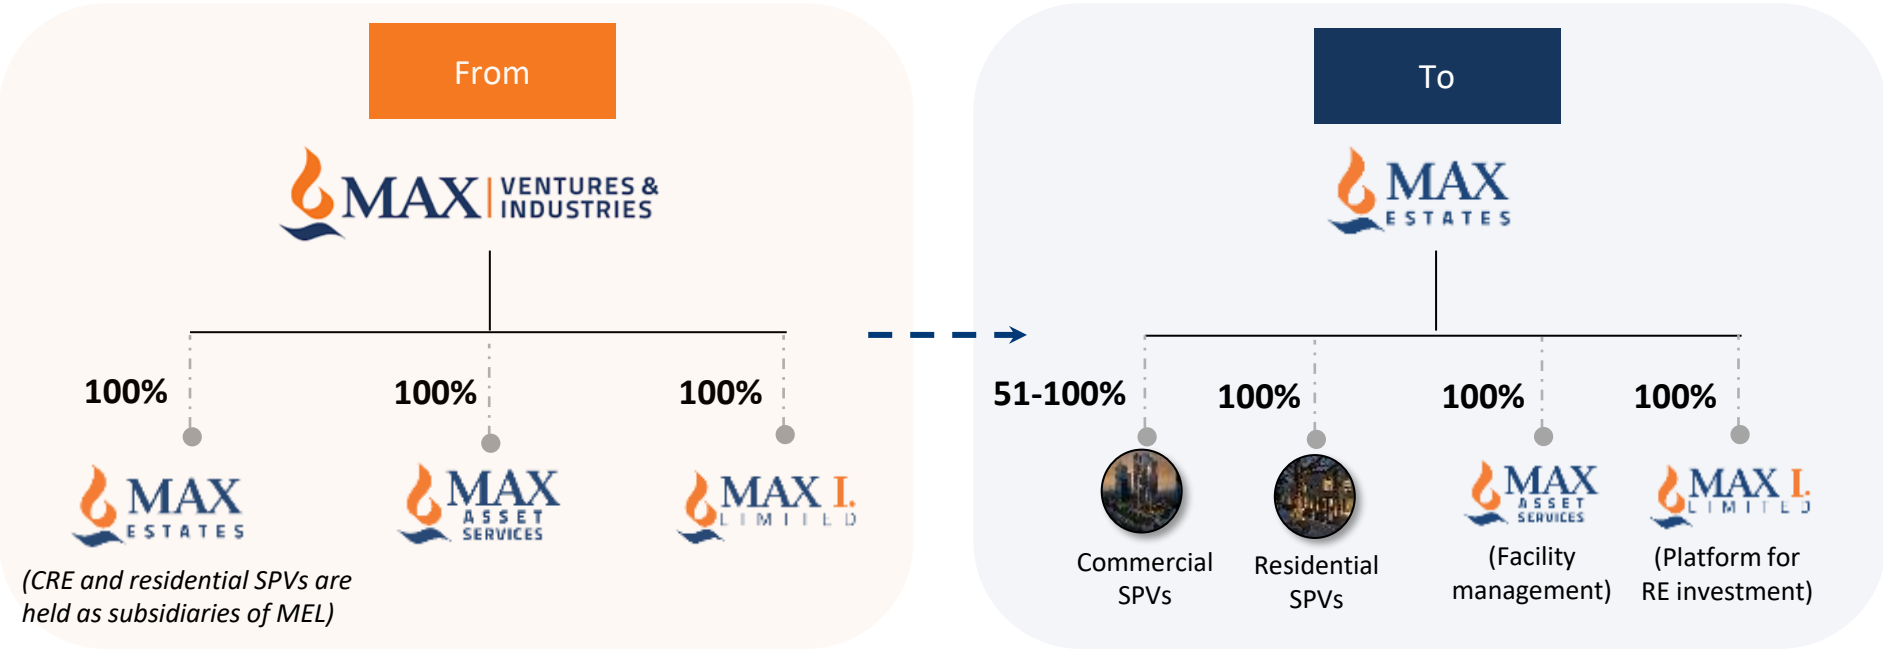 From
MAX VENTURES &
INDUSTRIES
100%
100%
100%
MAX
ESTATES
MAX
ASSET
SERVICES
MAX I.
LIMITED
(CRE and residential SPVs are
held as subsidiaries of MEL)
To
MAX
ESTATES
51-100%
100%
100%
100%
Commercial
SPVs
Residential
SPVs
MAX
ASSET
SERVICES
(Facility
management)
MAX I.
LIMITED
(Platform for
RE investment)